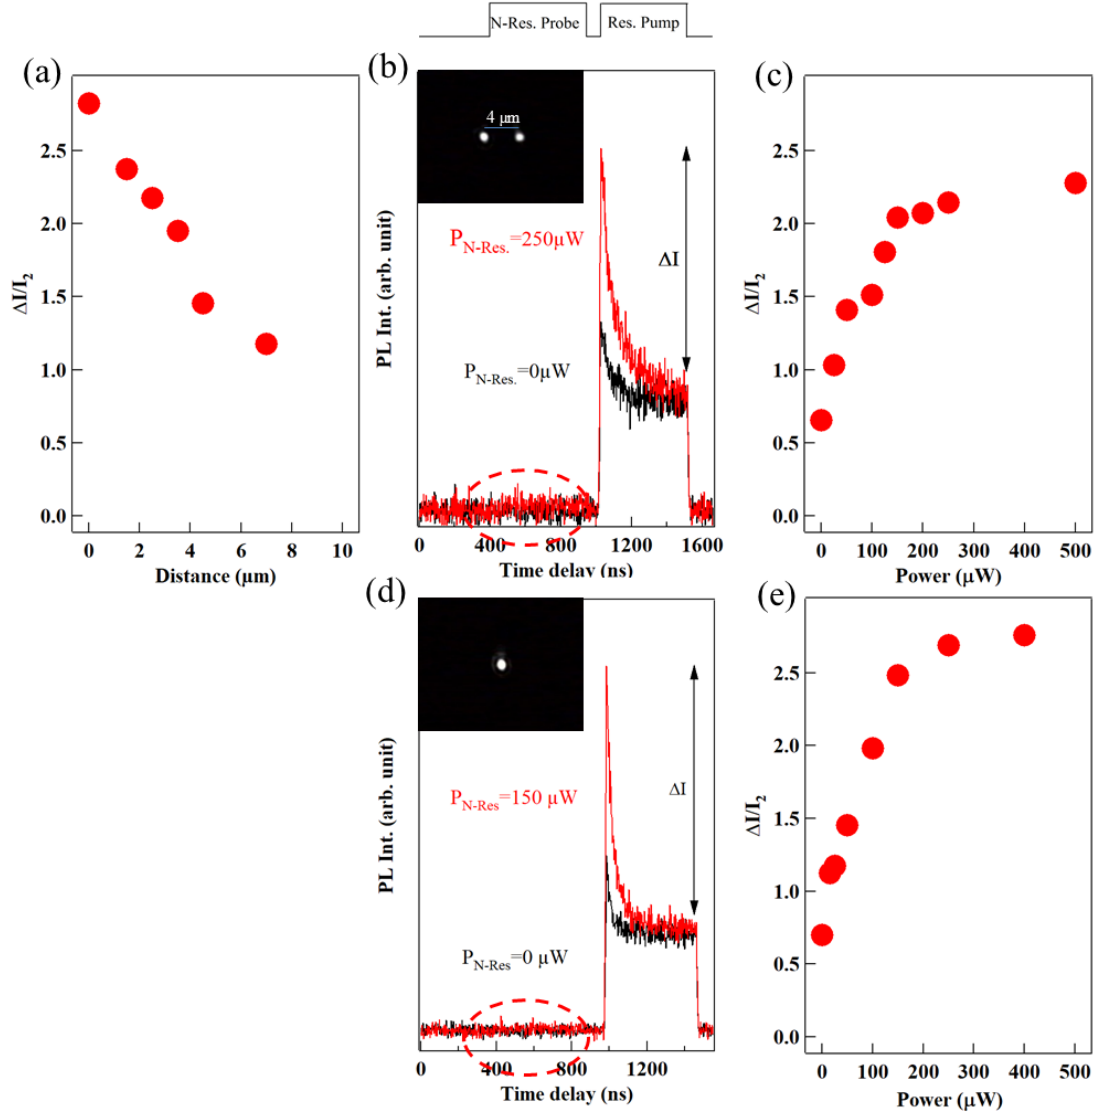 N-Res. Probe Res. Pump
(a)
2.5
2.0
1.5
1.0
0.5
0.0
ΔI/I2
0 2 4 6 8 10
Distance (μm)
(b)
4 μm
PN-Res.=250μW
ΔI
PN-Res.=0μW
PL Int. (arb. unit)
0 400 800 1200 1600
Time delay (ns)
(c)
2.5
2.0
1.5
1.0
0.5
0.0
ΔI/I2
0 100 200 300 400 500
Power (μW)
(d)
PN-Res=150 μW
ΔI
PN-Res=0 μW
PL Int. (arb. unit)
0 400 800 1200
Time delay (ns)
(e)
2.5
2.0
1.5
1.0
0.5
0.0
ΔI/I2
0 100 200 300 400 500
Power (μW)